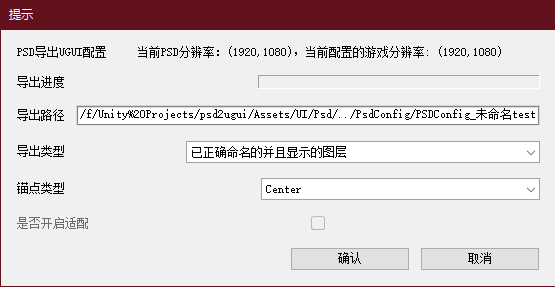 提示
PSD导出UGUI配置 当前PSD分辨率: (1920,1080), 当前配置的游戏分辨率: (1920,1080)
导出进度
导出路径 /f/Unity%20Projects/psd2ugui/Assets/UI/Psd/../PsdConfig/PSDConfig_未命名test
导出类型 已正确命名的并且显示的图层
锚点类型 Center
是否开启适配
确认 取消